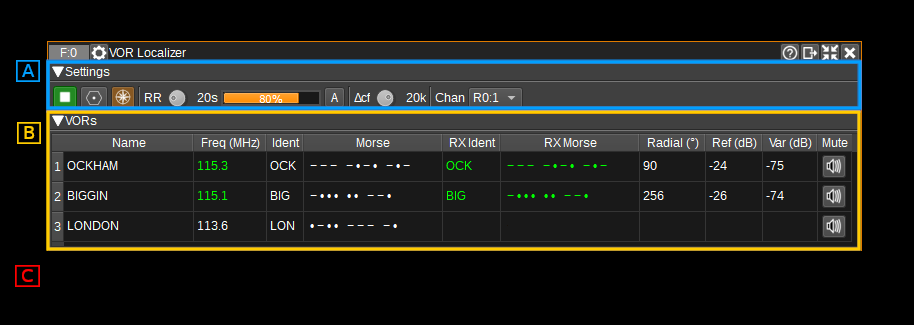 F:0 VOR Localizer
A
Settings
RR 20s 80% A Δcf 20k Chan R0:1
B
VORs
Name Freq (MHz) Ident Morse RX Ident RX Morse Radial (°) Ref (dB) Var (dB) Mute
1 OCKHAM 115.3 OCK −−− −•−• −•− OCK −−− −•−• −•− 90 -24 -75
2 BIGGIN 115.1 BIG −••• •• −−• BIG −••• •• −−• 256 -26 -74
3 LONDON 113.6 LON •−•• −−− −•
C